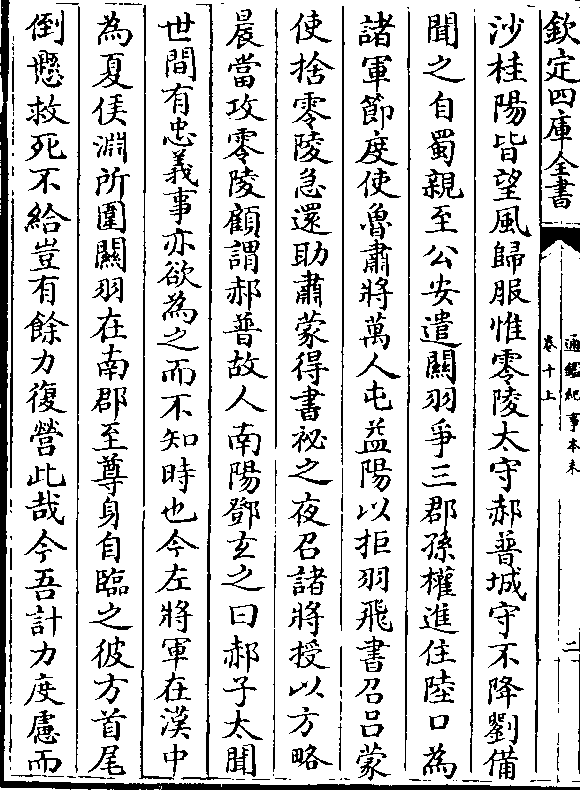 欽定四庫全書
通鑑紀事本末
卷十上
二
沙桂陽皆望風歸服惟零陵太守郝普城守不降劉備
聞之自蜀親至公安遣關羽爭三郡孫權進住陸口為
諸軍節度使魯肅將萬人屯益陽以拒羽飛書召呂蒙
使捨零陵急還助肅蒙得書祕之夜召諸將授以方略
晨當攻零陵顧謂郝普故人南陽鄧玄之曰郝子太聞
世間有忠義事亦欲為之而不知時也今左將軍在漢中
為夏侯淵所圍關羽在南郡至尊身自臨之彼方首尾
倒懸救死不給豈有餘力復營此哉今吾計力度慮而